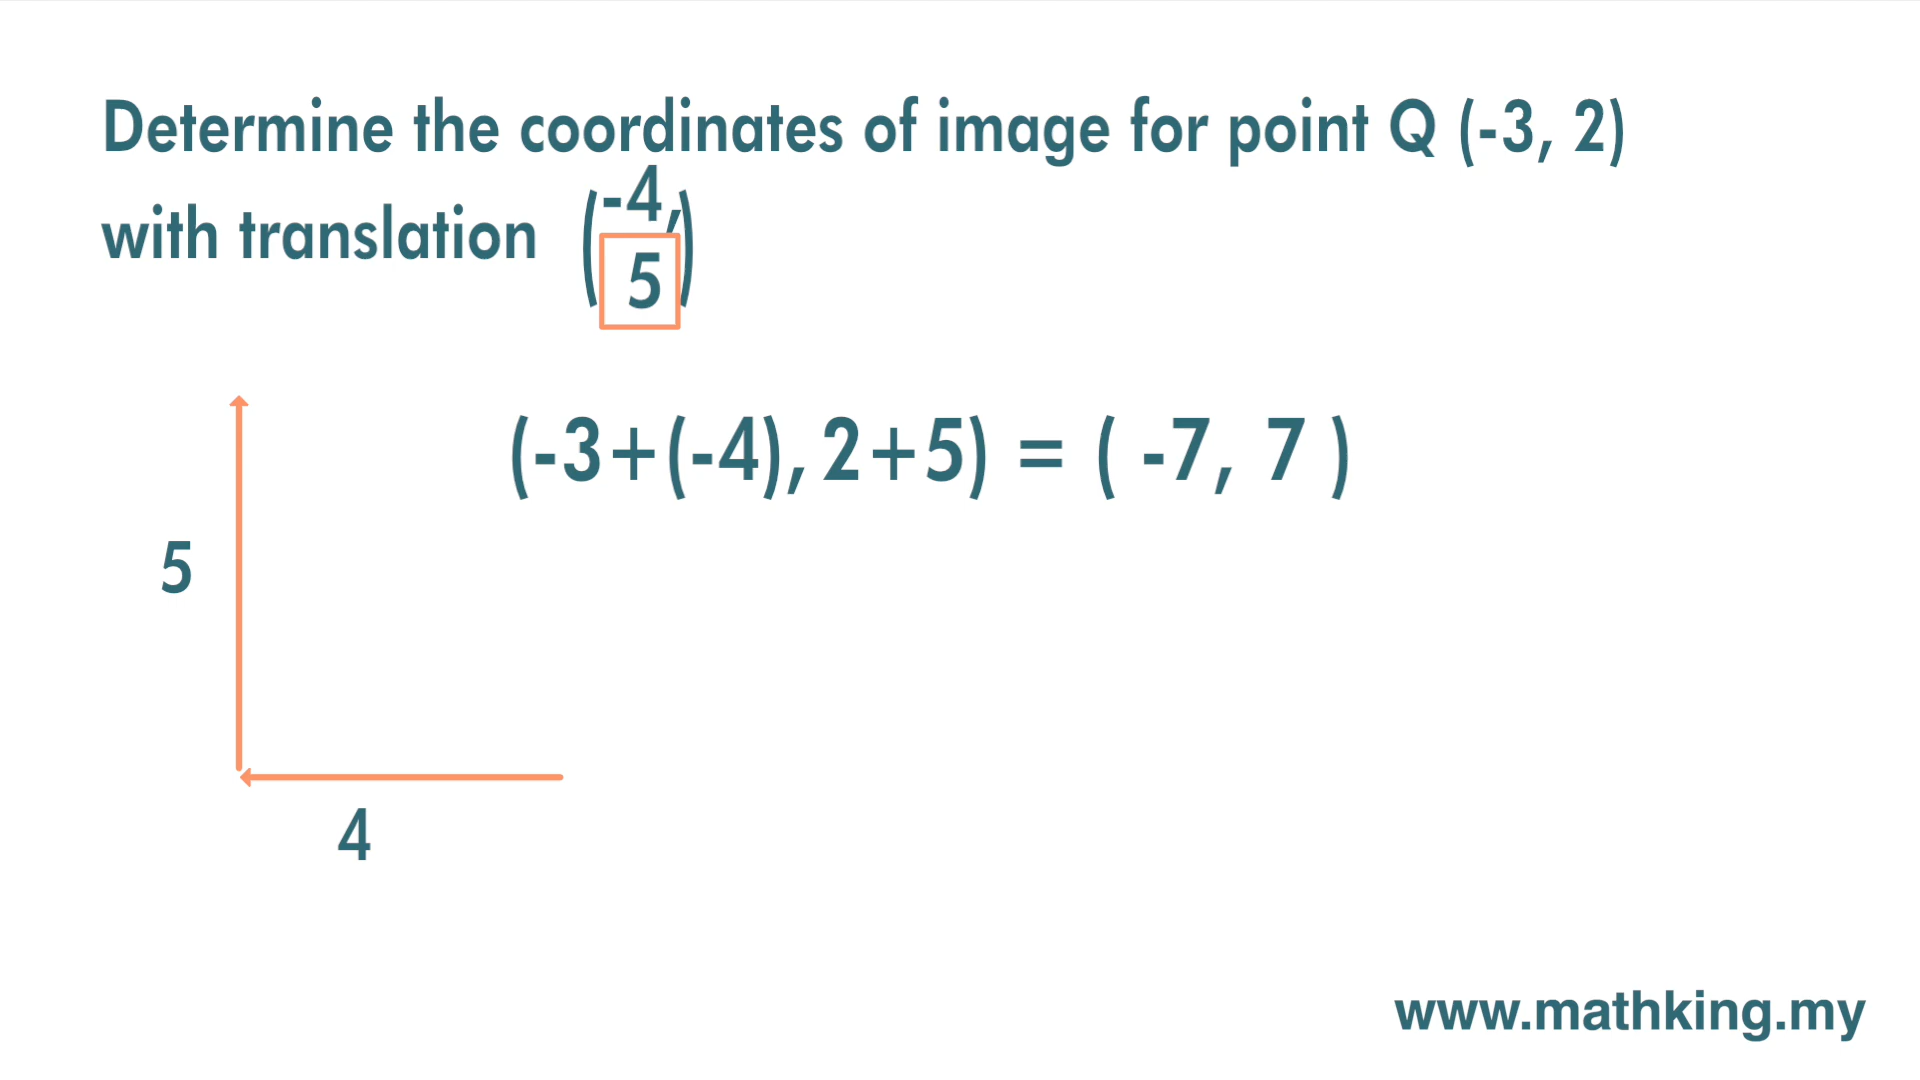 Determine the coordinates of image for point Q (-3, 2)
with translation (-4,
5)
(-3+(-4), 2+5) = ( -7, 7 )
5
4
www.mathking.my